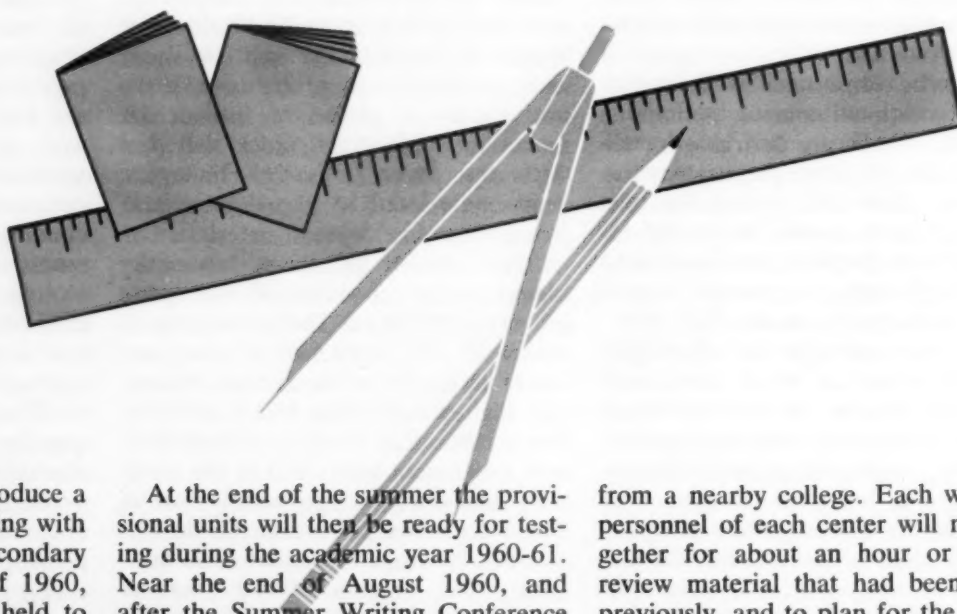 oduce a
ng with
condary
f 1960,
held to
At the end of the summer the provi-
sional units will then be ready for test-
ing during the academic year 1960-61.
Near the end of August 1960, and
after the Summer Writing Conference
from a nearby college. Each w
personnel of each center will m
gether for about an hour or
review material that had been
previously, and to plan for the